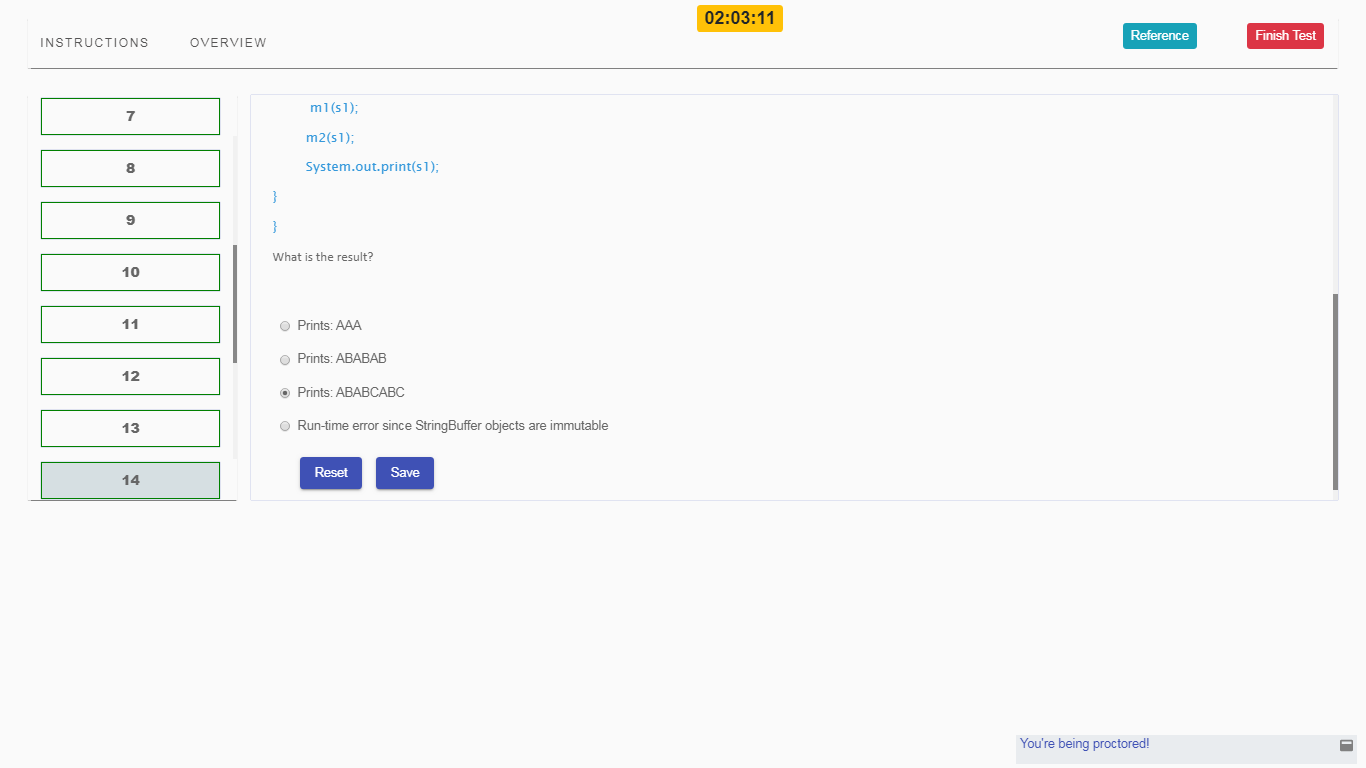 02:03:11
INSTRUCTIONS
OVERVIEW
Reference
Finish Test
7
8
9
10
11
12
13
14
m1(s1);
m2(s1);
System.out.print(s1);
}
}
What is the result?
Prints: AAA
Prints: ABABAB
Prints: ABABCABC
Run-time error since StringBuffer objects are immutable
Reset
Save
You're being proctored!